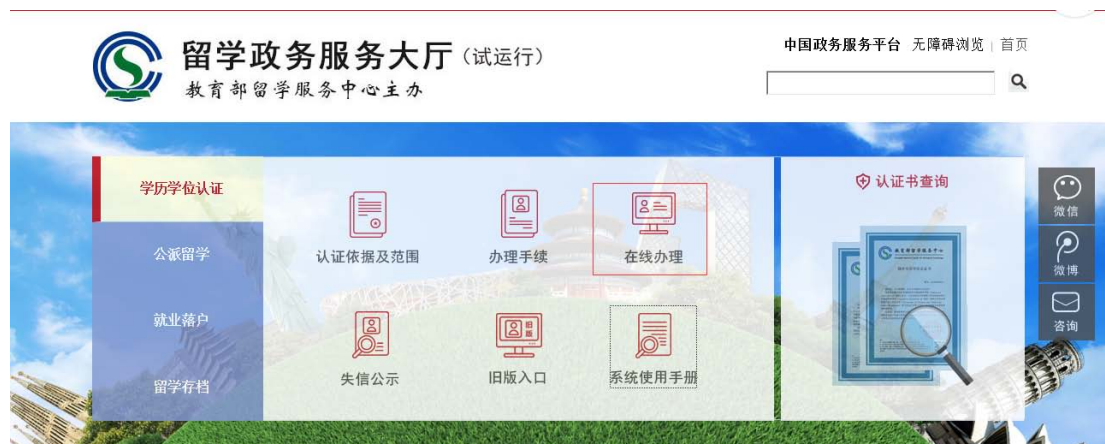 中国政务服务平台 无障碍浏览 | 首页
留学政务服务大厅(试运行)
教育部留学服务中心主办
学历学位认证
公派留学
就业落户
留学存档
认证依据及范围
办理手续
在线办理
失信公示
旧版
旧版入口
系统使用手册
认证书查询
微信
微博
咨询